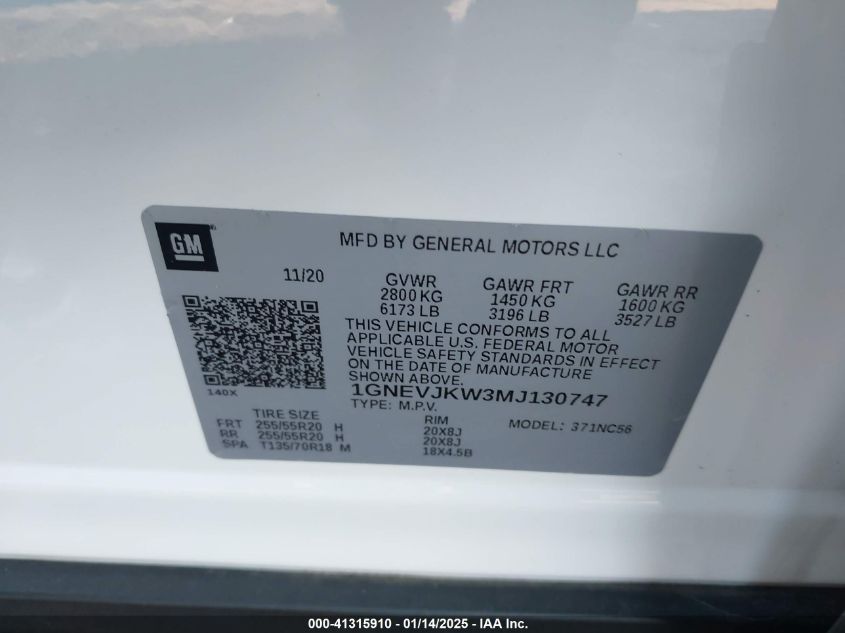 GM
MFD BY GENERAL MOTORS LLC
11/20
GVWR
2800 KG
6173 LB
GAWR FRT
1450 KG
3196 LB
GAWR RR
1600 KG
3527 LB
THIS VEHICLE CONFORMS TO ALL
APPLICABLE U.S. FEDERAL MOTOR
VEHICLE SAFETY STANDARDS IN EFFECT
ON THE DATE OF MANUFACTURE
SHOWN ABOVE.
140X
1GNEVJKW3MJ130747
TYPE: M.P.V.
MODEL: 371NC56
TIRE SIZE RIM
FRT 255/55R20 H 20X8J
RR 255/55R20 H 20X8J
SPA T135/70R18 M 18X4.5B
000-41315910 - 01/14/2025 - IAA Inc.